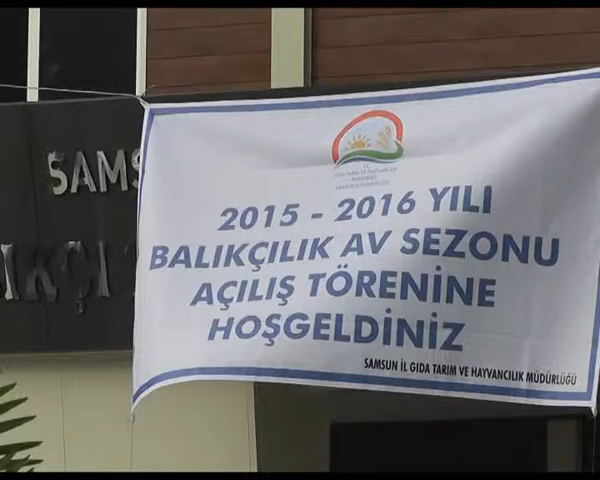 SAMS
2015 - 2016 YILI
BALIKÇILIK AV SEZONU
AÇILIŞ TÖRENİNE
HOŞGELDİNİZ
SAMSUN İL GIDA TARIM VE HAYVANCILIK MÜDÜRLÜĞÜ